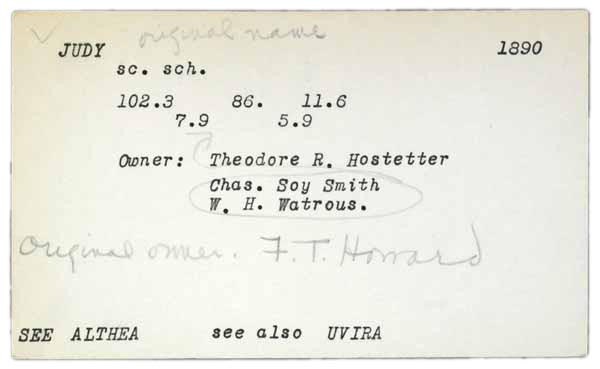 JUDY original name 1890
sc. sch.
102.3 86. 11.6
7.9 5.9
Owner: Theodore R. Hostetter
Chas. Soy Smith
W. H. Watrous.
Original owner. F. T. Howard
SEE ALTHEA see also UVIRA